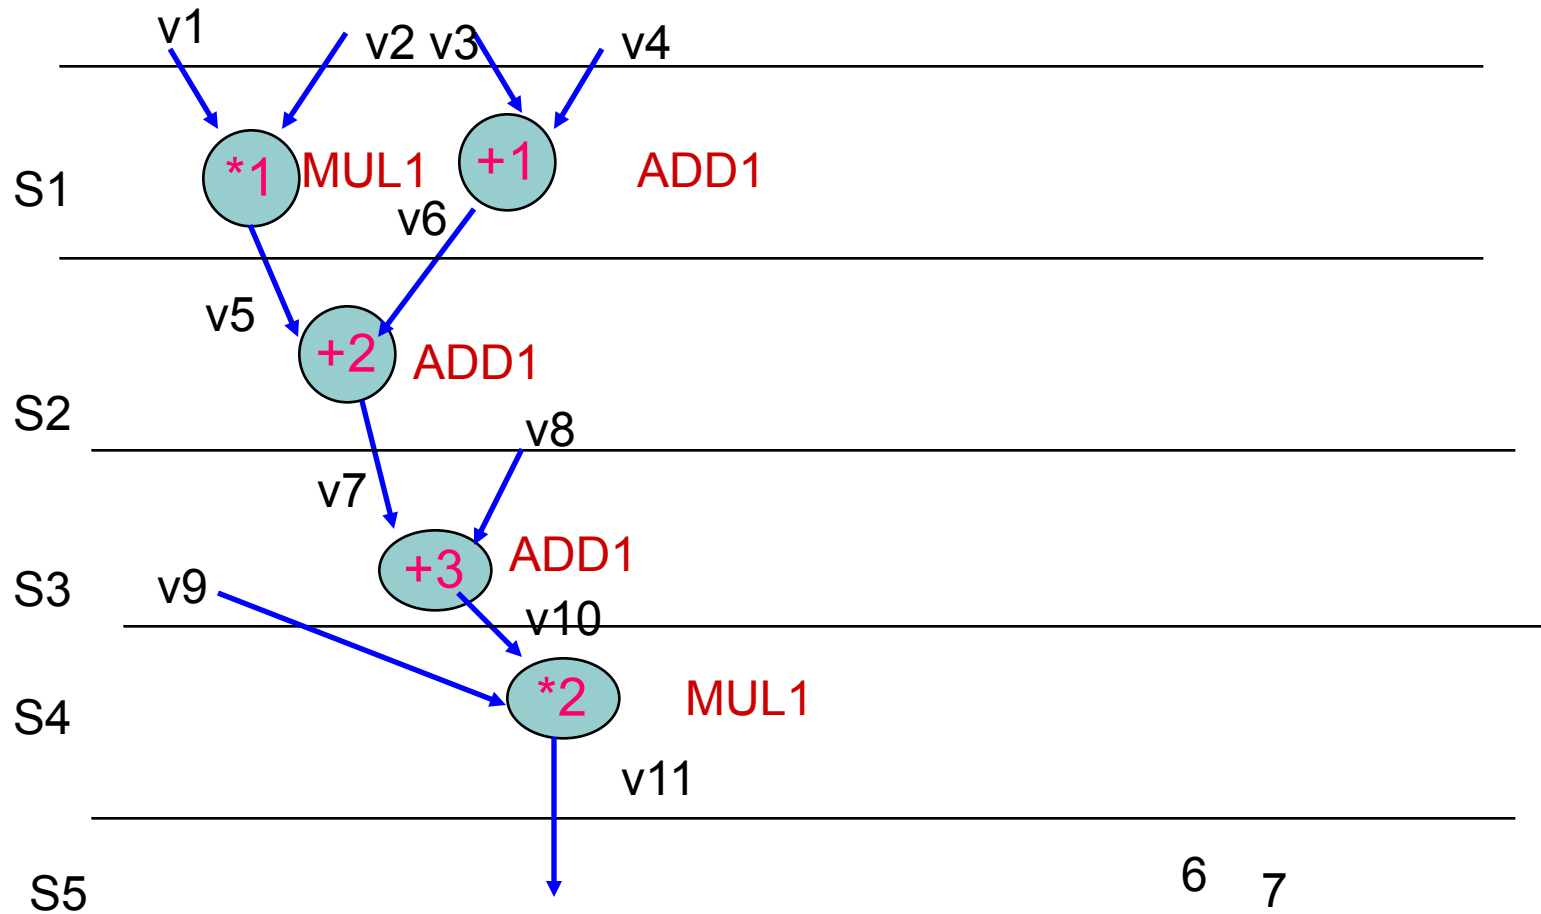 v1 v2 v3 v4
S1 *1 MUL1 +1 ADD1
v6
v5 +2 ADD1
S2 v8
v7
S3 v9 +3 ADD1
v10
S4 *2 MUL1
v11
S5 6 7